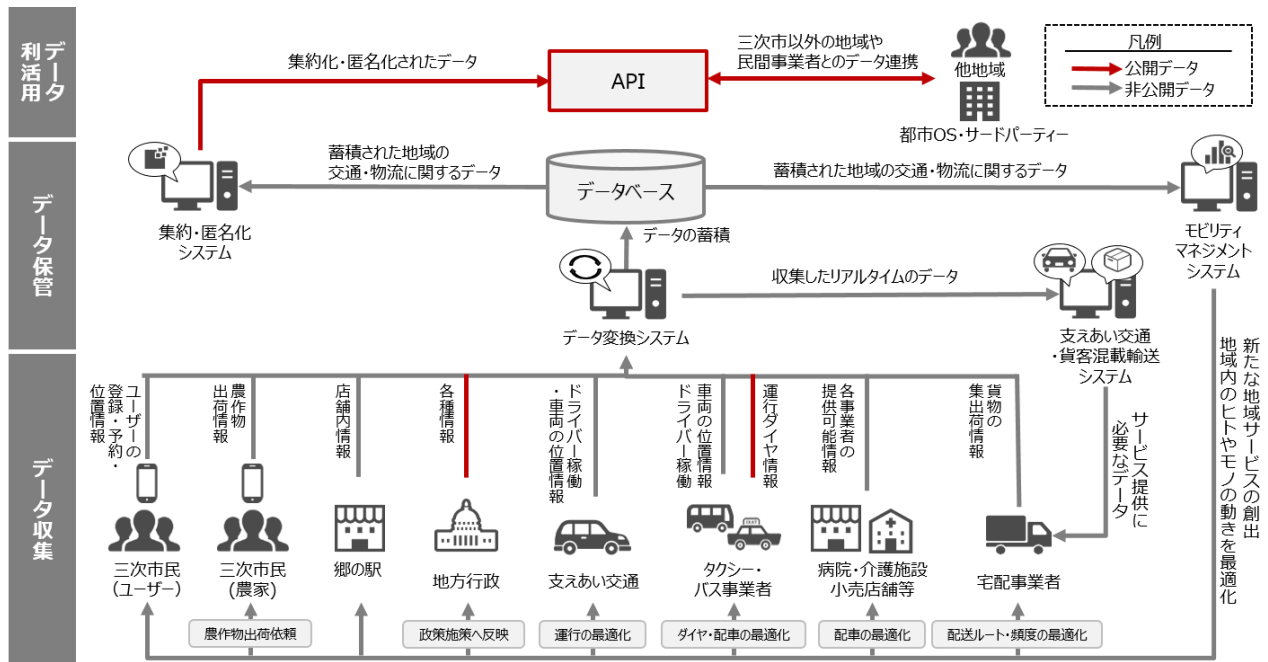 データ
利活用
集約化・匿名化されたデータ
API
三次市以外の地域や
民間事業者とのデータ連携
他地域
都市OS・サードパーティー
凡例
公開データ
非公開データ
データ保管
集約・匿名化
システム
蓄積された地域の
交通・物流に関するデータ
データベース
蓄積された地域の交通・物流に関するデータ
モビリティ
マネジメント
システム
データの蓄積
データ変換システム
収集したリアルタイムのデータ
支えあい交通
・貨客混載輸送
システム
データ収集
ユーザーの
登録・予約・
位置情報
農作物
出荷情報
店舗内情報
各種情報
ドライバー稼働
・車両の位置情報
車両の位置情報
ドライバー稼働
運行ダイヤ情報
各事業者の
提供可能情報
貨物の
集出荷情報
サービス提供に
必要なデータ
新たな地域サービスの創出
地域内のヒトやモノの動きを最適化
三次市民
(ユーザー)
三次市民
(農家)
郷の駅
地方行政
支えあい交通
TAXI
タクシー・
バス事業者
病院・介護施設
小売店舗等
宅配事業者
農作物出荷依頼
政策施策へ反映
運行の最適化
ダイヤ・配車の最適化
配車の最適化
配送ルート・頻度の最適化